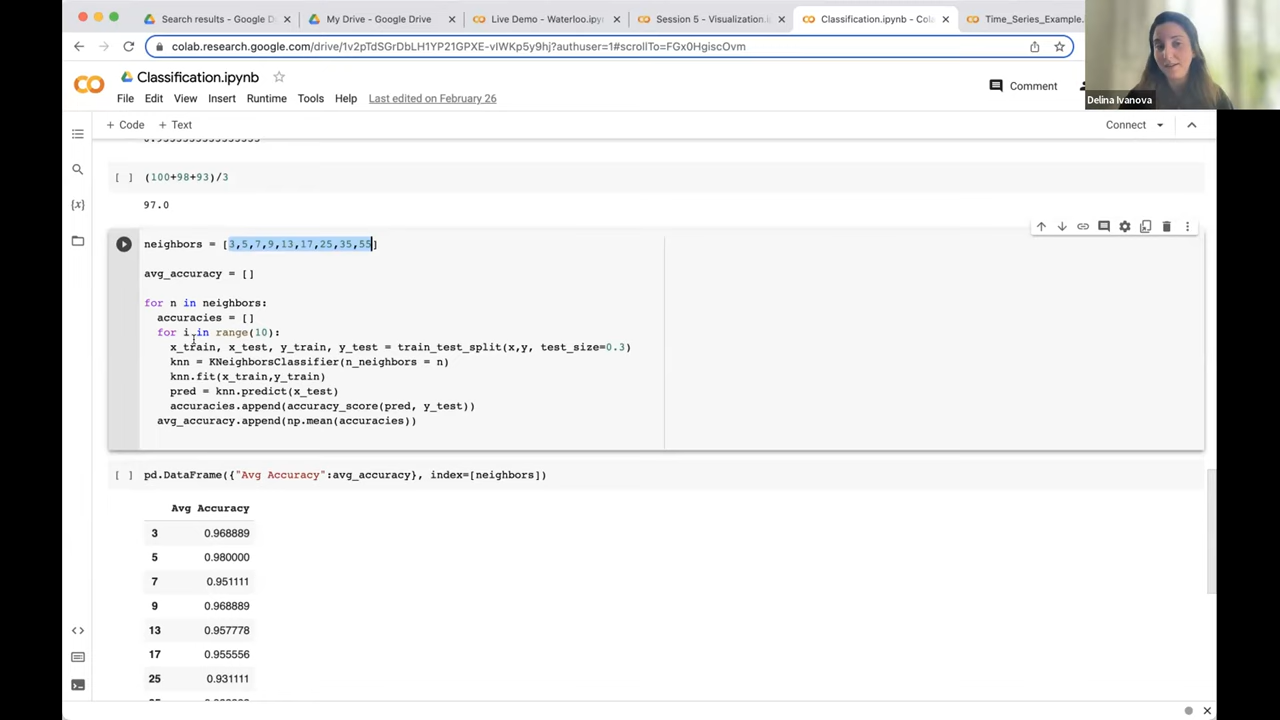 Search results - Google D
My Drive - Google Drive
Live Demo - Waterloo.ipyn
Session 5 - Visualization.i
Classification.ipynb - Cola
Time_Series_Example.
colab.research.google.com/drive/1v2pTdSGrDbLH1YP21GPXE-vIWKp5y9hj?authuser=1#scrollTo=FGx0HgiscOvm
Delina Ivanova
CO Classification.ipynb
Comment
File Edit View Insert Runtime Tools Help Last edited on February 26
+ Code + Text
Connect
[ ] (100+98+93)/3
97.0
neighbors = [3,5,7,9,13,17,25,35,55]
avg_accuracy = []
for n in neighbors:
accuracies = []
for i in range(10):
x_train, x_test, y_train, y_test = train_test_split(x,y, test_size=0.3)
knn = KNeighborsClassifier(n_neighbors = n)
knn.fit(x_train,y_train)
pred = knn.predict(x_test)
accuracies.append(accuracy_score(pred, y_test))
avg_accuracy.append(np.mean(accuracies))
[ ] pd.DataFrame({"Avg Accuracy":avg_accuracy}, index=[neighbors])
Avg Accuracy
3 0.968889
5 0.980000
7 0.951111
9 0.968889
13 0.957778
17 0.955556
25 0.931111